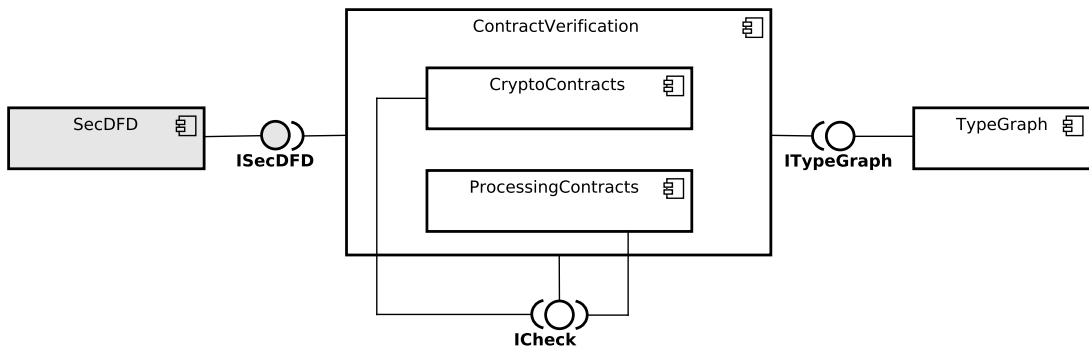 ContractVerification
CryptoContracts
SecDFD
TypeGraph
ISecDFD
ITypeGraph
ProcessingContracts
ICheck